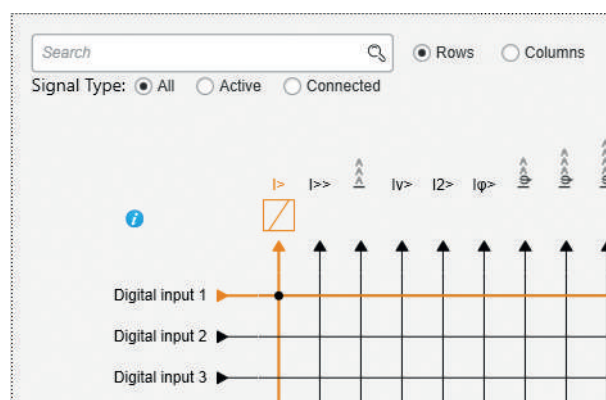 Search
Rows
Columns
Signal Type: All Active Connected
I> I>> I>>> Iv> I2> Iφ>
Digital input 1
Digital input 2
Digital input 3